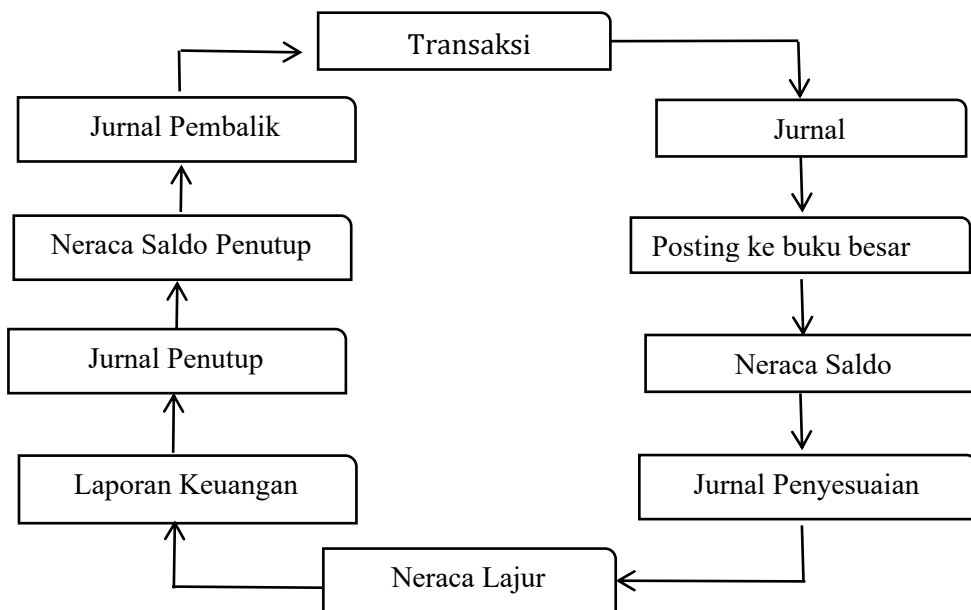 Transaksi
Jurnal
Posting ke buku besar
Neraca Saldo
Jurnal Penyesuaian
Neraca Lajur
Laporan Keuangan
Jurnal Penutup
Neraca Saldo Penutup
Jurnal Pembalik